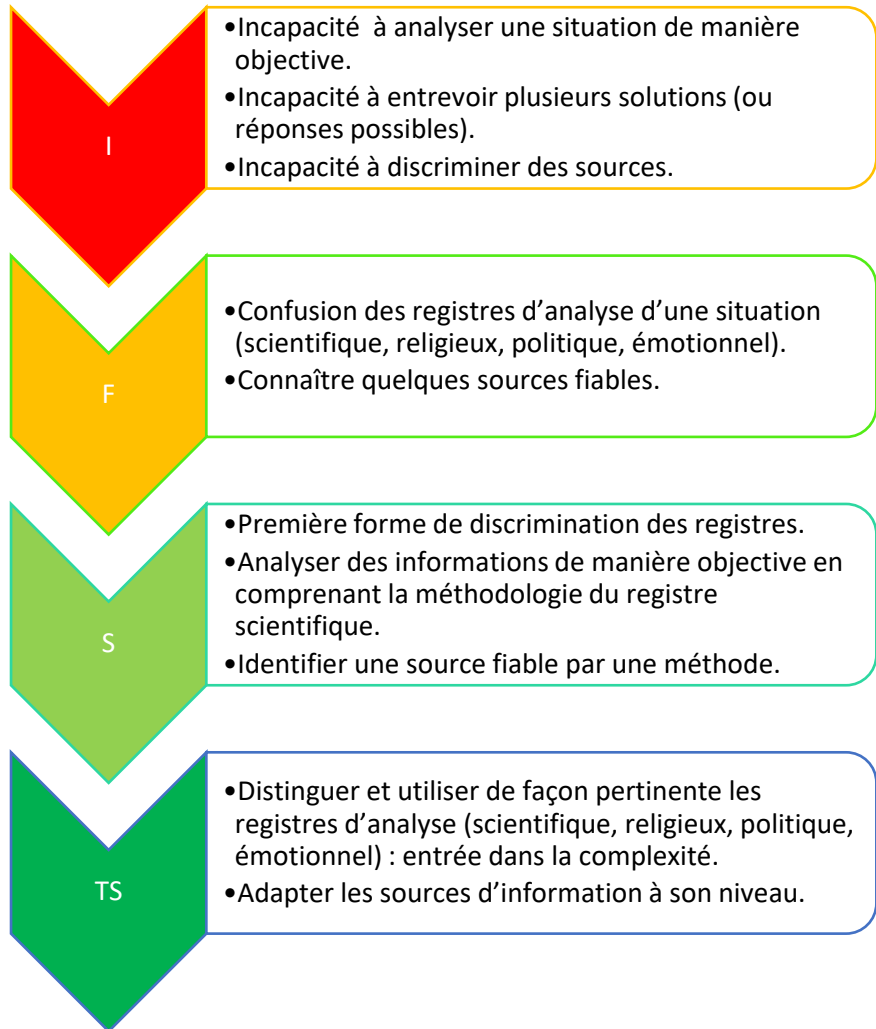 I
•Incapacité  à analyser une situation de manière
objective.
•Incapacité à entrevoir plusieurs solutions (ou
réponses possibles).
•Incapacité à discriminer des sources.
F
•Confusion des registres d’analyse d’une situation
(scientifique, religieux, politique, émotionnel).
•Connaître quelques sources fiables.
S
•Première forme de discrimination des registres.
•Analyser des informations de manière objective en
comprenant la méthodologie du registre
scientifique.
•Identifier une source fiable par une méthode.
TS
•Distinguer et utiliser de façon pertinente les
registres d’analyse (scientifique, religieux, politique,
émotionnel) : entrée dans la complexité.
•Adapter les sources d’information à son niveau.